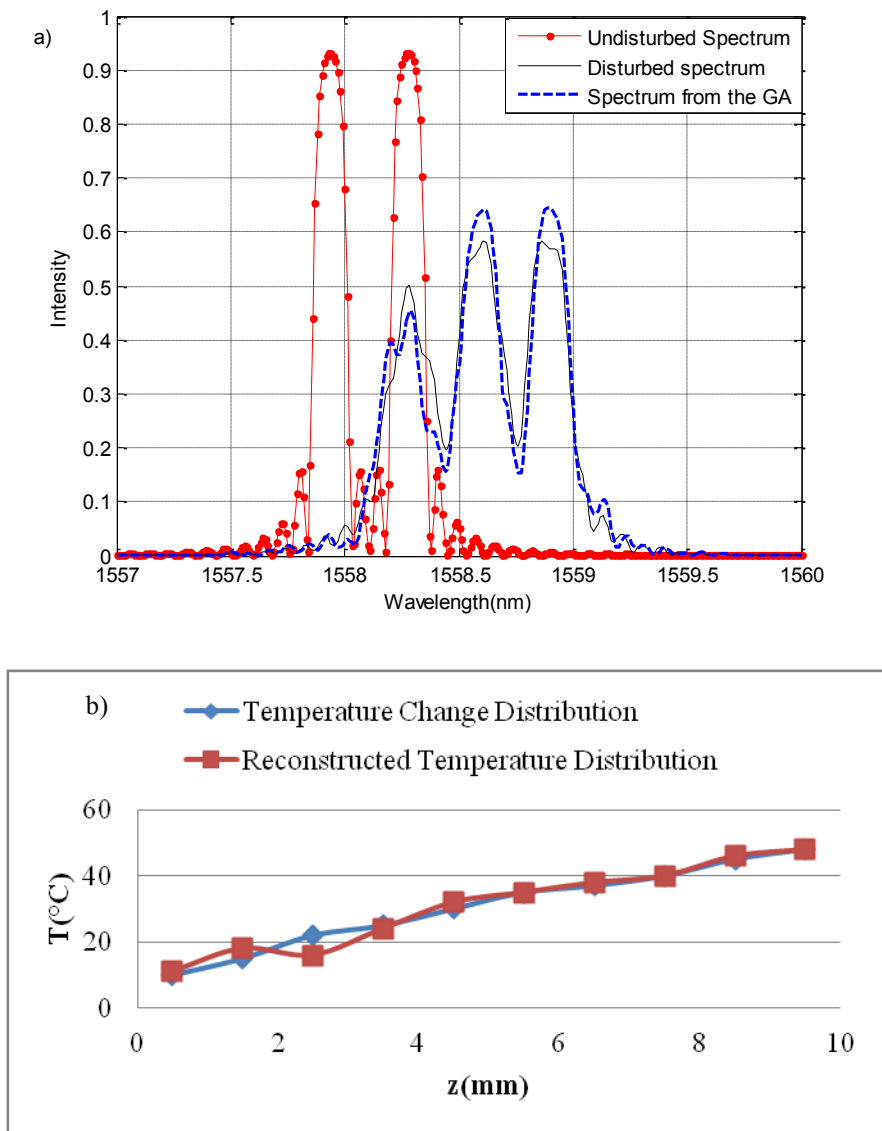 a)
1
0.9
0.8
0.7
0.6
0.5
0.4
0.3
0.2
0.1
0
Intensity
Undisturbed Spectrum
Disturbed spectrum
Spectrum from the GA
1557 1557.5 1558 1558.5 1559 1559.5 1560
Wavelength(nm)
b)
Temperature Change Distribution
Reconstructed Temperature Distribution
60
40
20
0
T(°C)
0 2 4 6 8 10
z(mm)